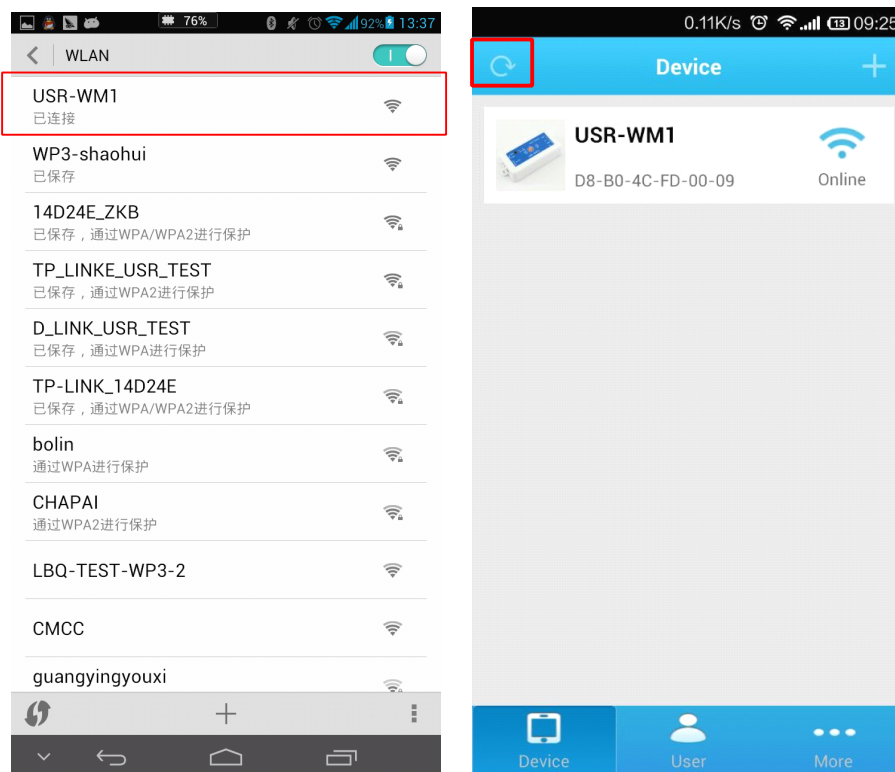 76%
92%
13:37
WLAN
USR-WM1
已连接
WP3-shaohui
已保存
14D24E_ZKB
已保存，通过WPA/WPA2进行保护
TP_LINKE_USR_TEST
已保存，通过WPA2进行保护
D_LINK_USR_TEST
已保存，通过WPA进行保护
TP-LINK_14D24E
已保存，通过WPA/WPA2进行保护
bolin
通过WPA进行保护
CHAPAI
通过WPA2进行保护
LBQ-TEST-WP3-2
CMCC
guangyingyouxi
0.11K/s 13 09:25
Device
USR-WM1
D8-B0-4C-FD-00-09
Online
Device
User
More